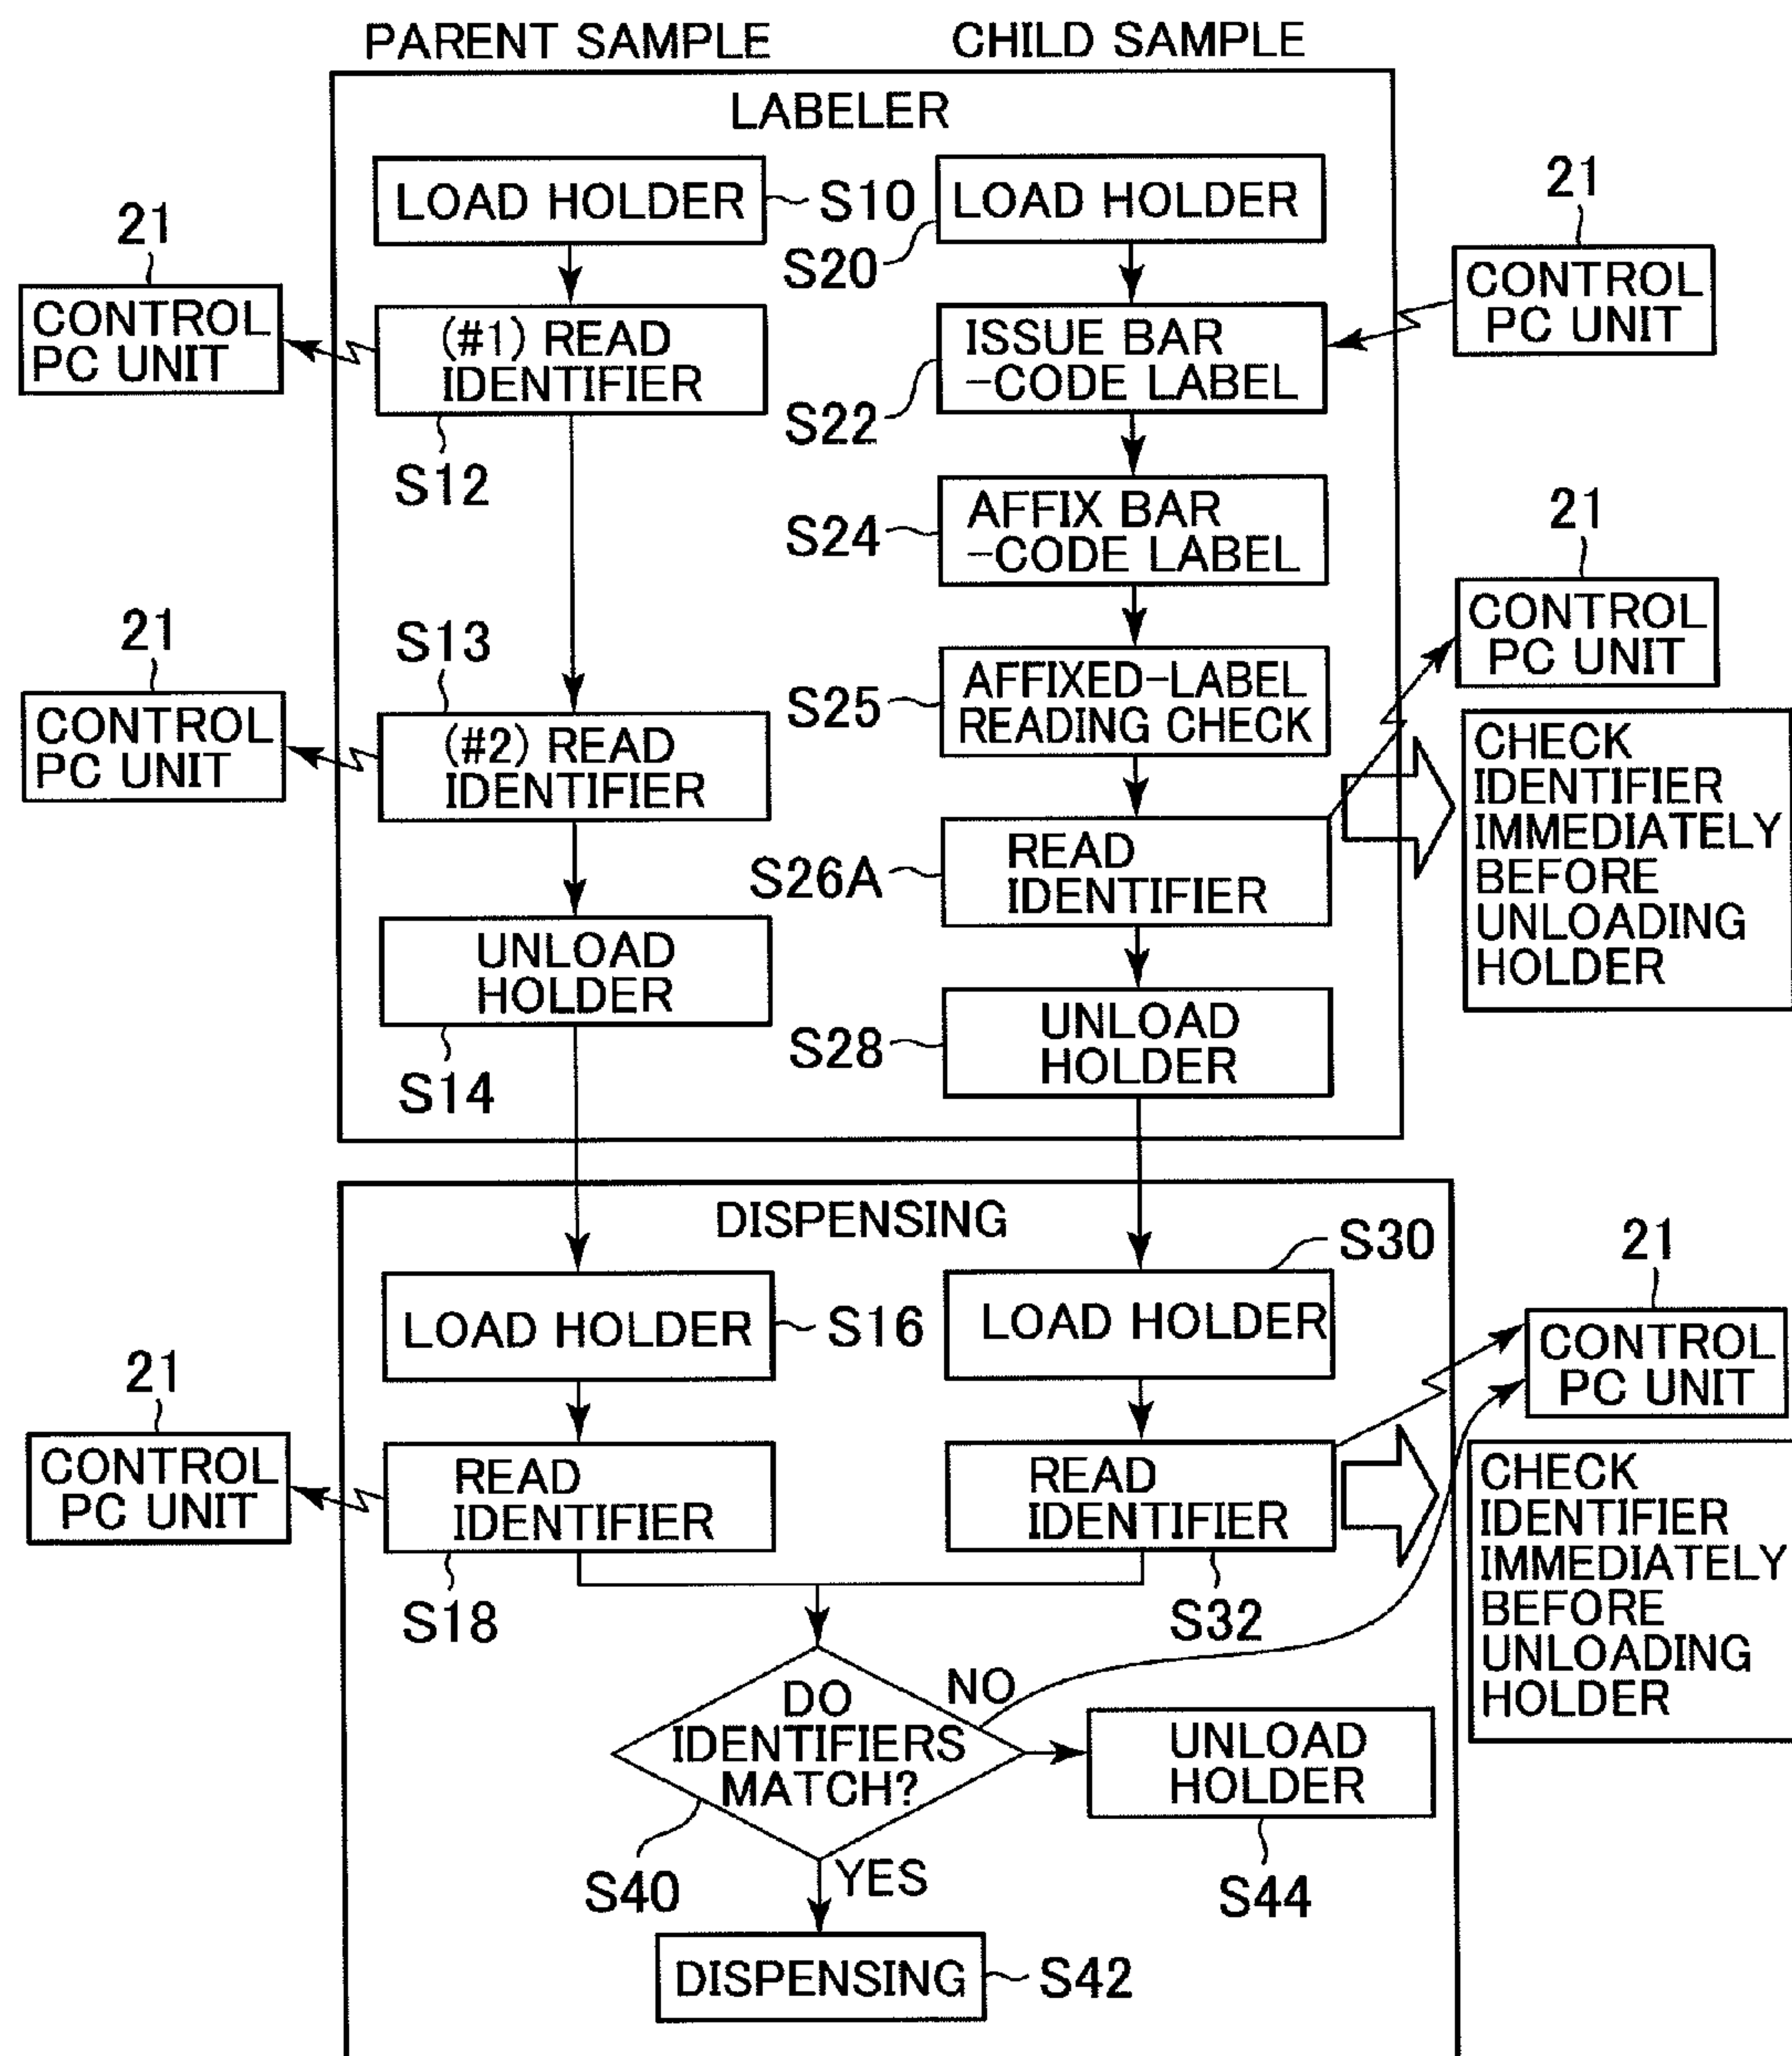 PARENT SAMPLE
CHILD SAMPLE
LABELER
LOAD HOLDER
S10
LOAD HOLDER
S20
21
CONTROL
PC UNIT
(#1) READ
IDENTIFIER
S12
ISSUE BAR
-CODE LABEL
S22
21
CONTROL
PC UNIT
AFFIX BAR
-CODE LABEL
S24
21
CONTROL
PC UNIT
S13
21
CONTROL
PC UNIT
(#2) READ
IDENTIFIER
AFFIXED-LABEL
READING CHECK
S25
CHECK
IDENTIFIER
IMMEDIATELY
BEFORE
UNLOADING
HOLDER
READ
IDENTIFIER
S26A
UNLOAD
HOLDER
S14
UNLOAD
HOLDER
S28
DISPENSING
LOAD HOLDER
S16
S30
LOAD HOLDER
21
CONTROL
PC UNIT
21
CONTROL
PC UNIT
READ
IDENTIFIER
S18
READ
IDENTIFIER
S32
CHECK
IDENTIFIER
IMMEDIATELY
BEFORE
UNLOADING
HOLDER
DO
IDENTIFIERS
MATCH?
NO
S40
UNLOAD
HOLDER
S44
YES
DISPENSING
S42